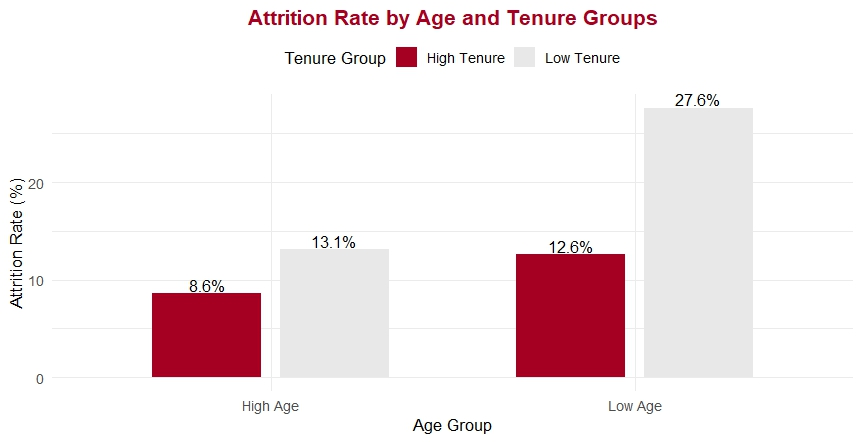 Attrition Rate by Age and Tenure Groups
Tenure Group High Tenure Low Tenure
27.6%
20
13.1%
12.6%
10
8.6%
0
Attrition Rate (%)
High Age Low Age
Age Group